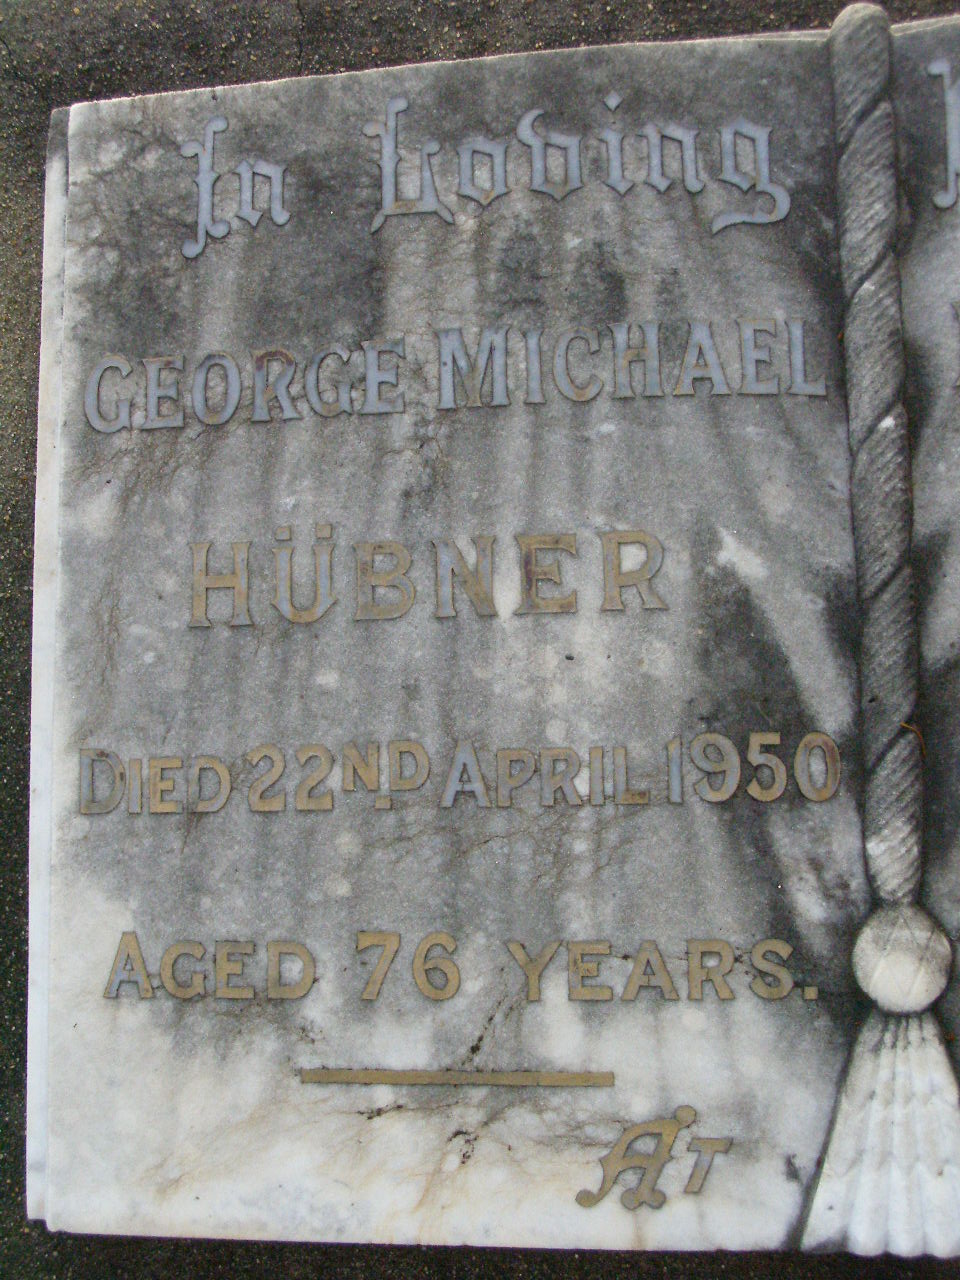 In Loving
GEORGE MICHAEL
HÜBNER
DIED 22ND APRIL 1950
AGED 76 YEARS.
AT